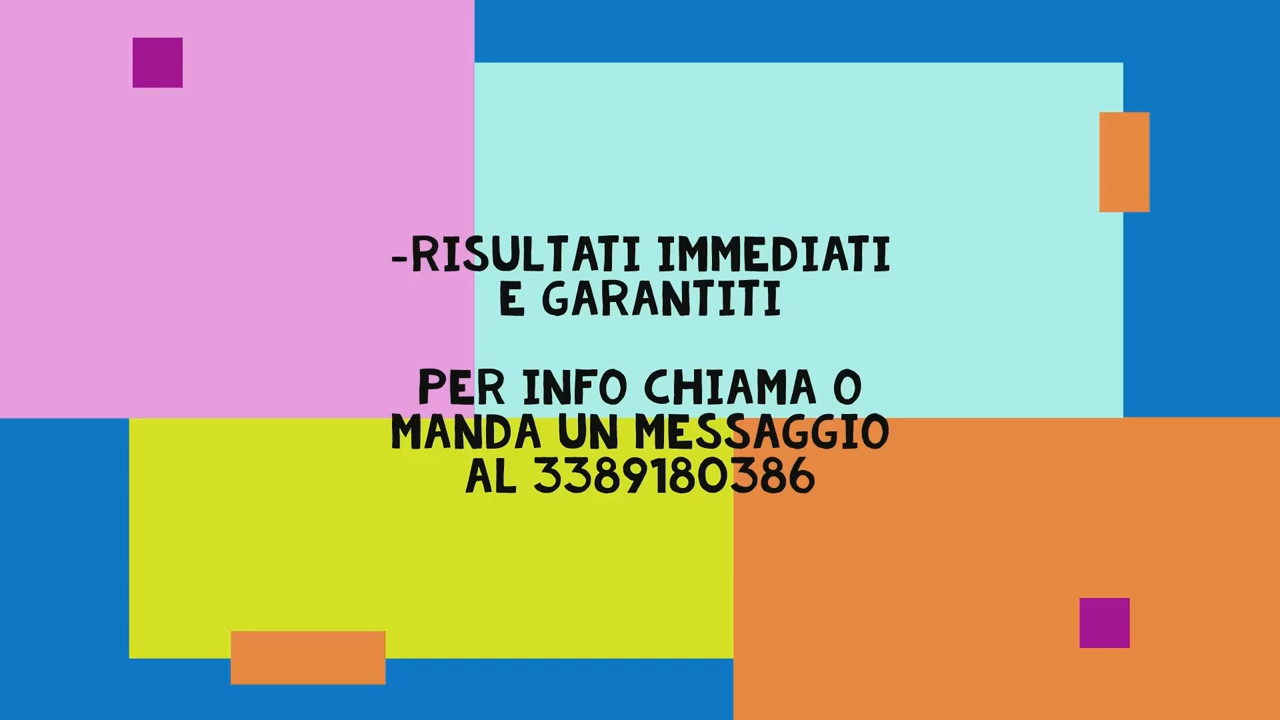 -RISULTATI IMMEDIATI
E GARANTITI
PER INFO CHIAMA O
MANDA UN MESSAGGIO
AL 3389180386